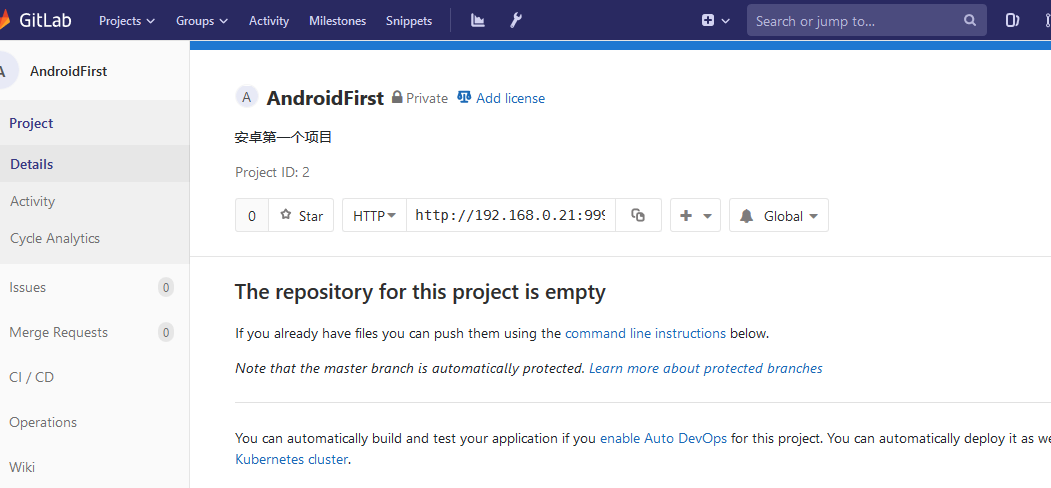 GitLab Projects Groups Activity Milestones Snippets Search or jump to...
A AndroidFirst
Project
Details
Activity
Cycle Analytics
Issues 0
Merge Requests 0
CI / CD
Operations
Wiki
A AndroidFirst Private Add license
安卓第一个项目
Project ID: 2
0 Star HTTP http://192.168.0.21:999 Global
The repository for this project is empty
If you already have files you can push them using the command line instructions below.
Note that the master branch is automatically protected. Learn more about protected branches
You can automatically build and test your application if you enable Auto DevOps for this project. You can automatically deploy it as we
Kubernetes cluster.